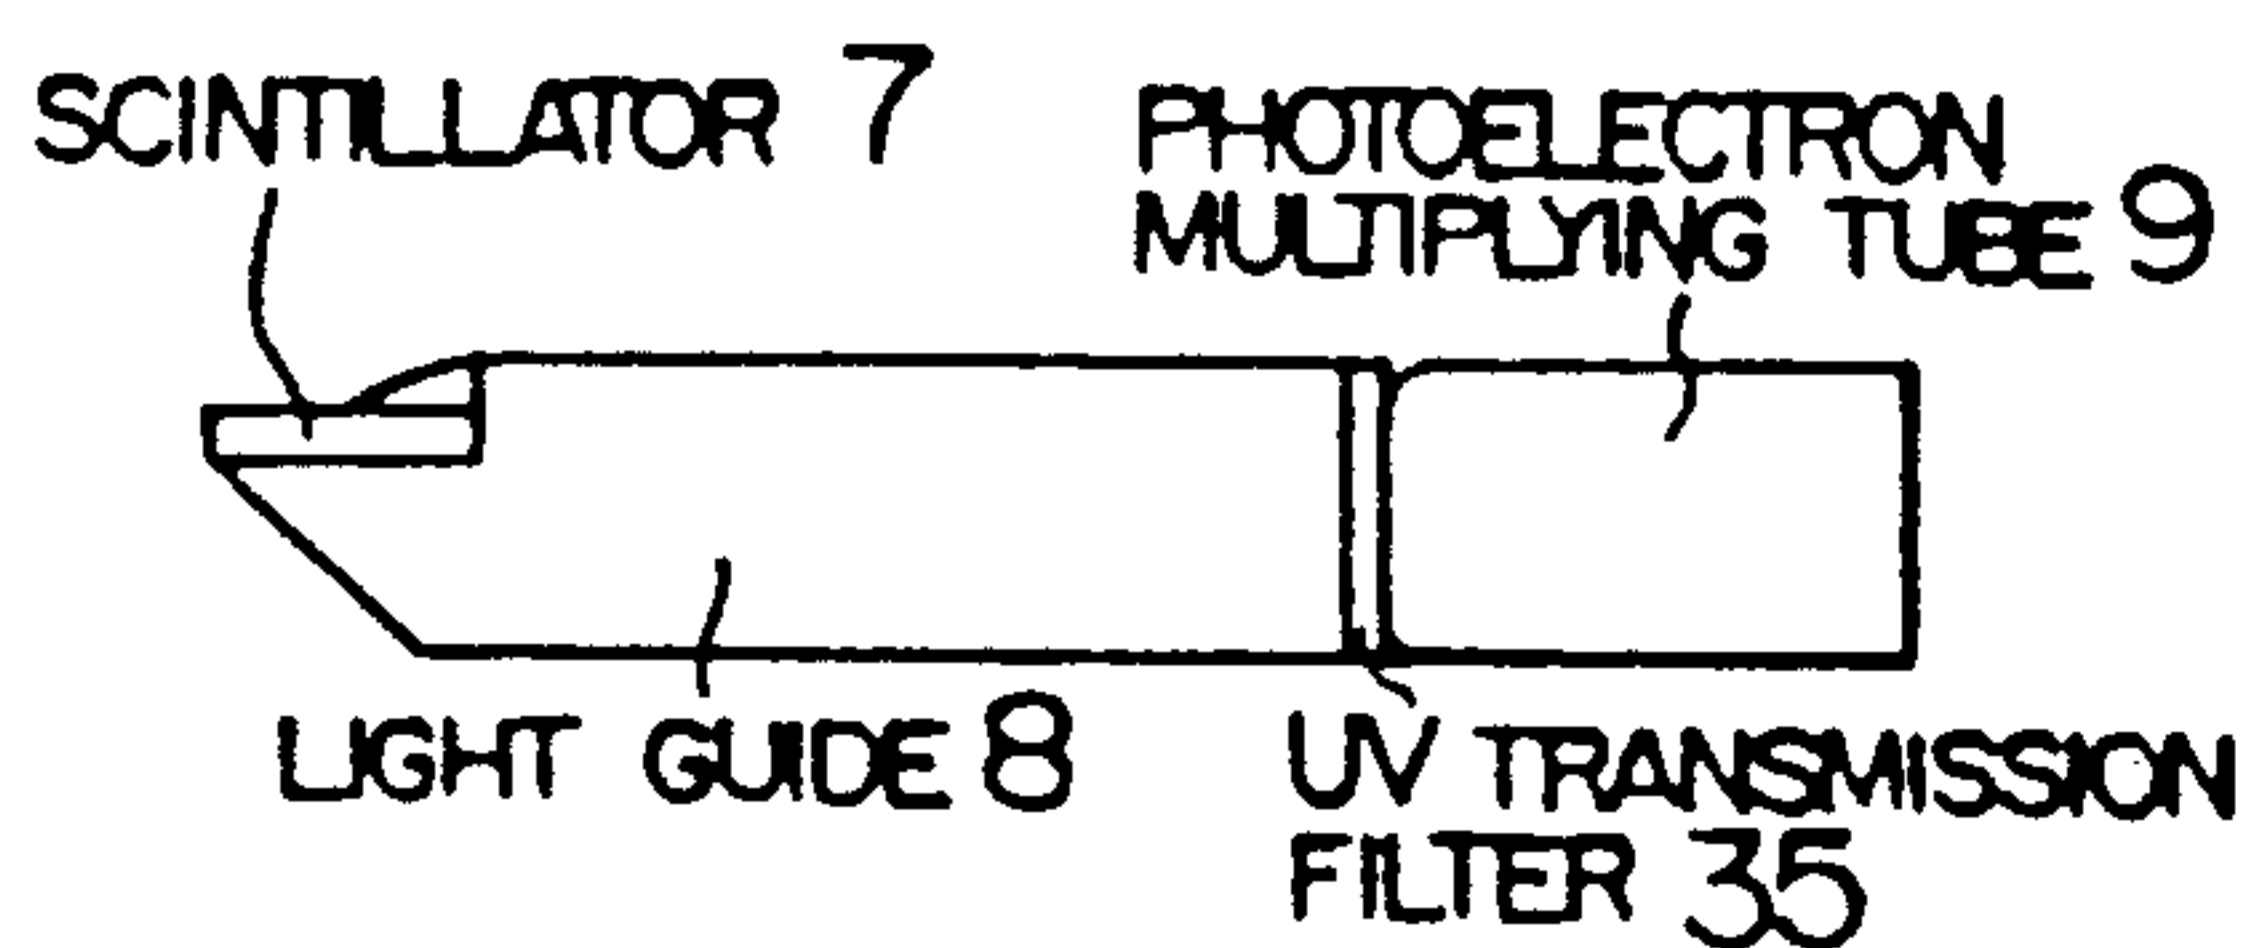 SCINTILLATOR 7
PHOTOELECTRON
MULTIPLYING TUBE 9
LIGHT GUIDE 8
UV TRANSMISSION
FILTER 35